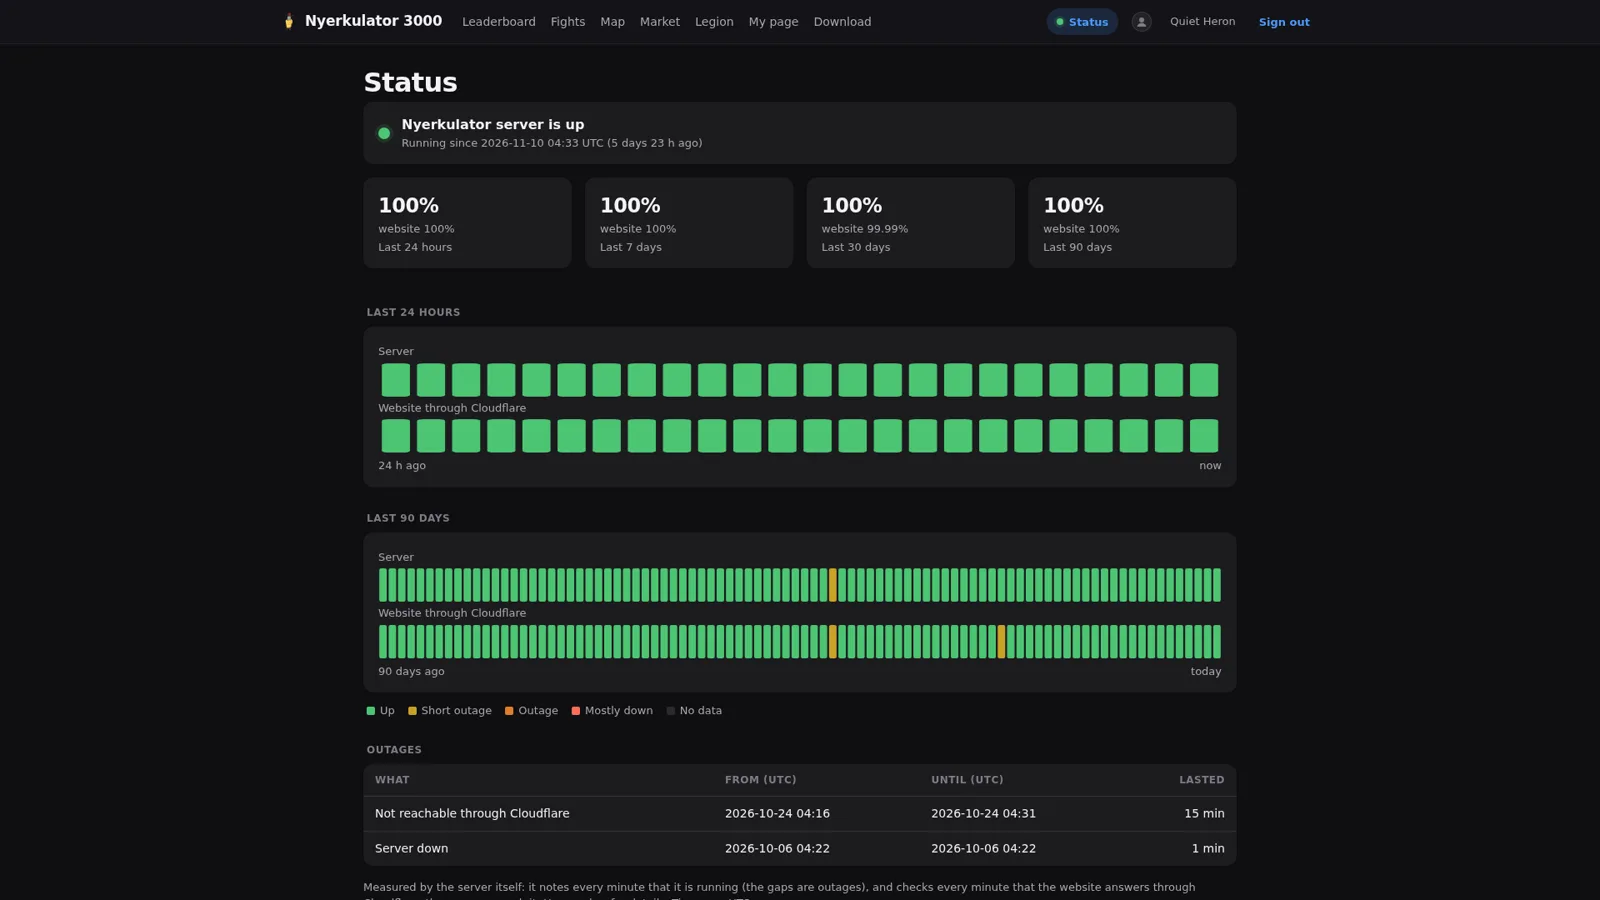 Nyerkulator 3000 Leaderboard Fights Map Market Legion My page Download Status Quiet Heron Sign out
Status
Nyerkulator server is up
Running since 2026-11-10 04:33 UTC (5 days 23 h ago)
100% 100% 100% 100%
website 100% website 100% website 99.99% website 100%
Last 24 hours Last 7 days Last 30 days Last 90 days
LAST 24 HOURS
Server
Website through Cloudflare
24 h ago now
LAST 90 DAYS
Server
Website through Cloudflare
90 days ago today
Up Short outage Outage Mostly down No data
OUTAGES
WHAT FROM (UTC) UNTIL (UTC) LASTED
Not reachable through Cloudflare 2026-10-24 04:16 2026-10-24 04:31 15 min
Server down 2026-10-06 04:22 2026-10-06 04:22 1 min
Measured by the server itself: it notes every minute that it is running (the gaps are outages), and checks every minute that the website answers through